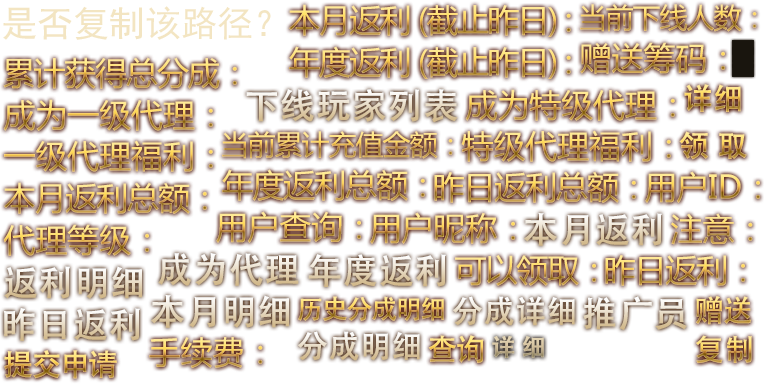 是否复制该路径？
本月返利 (截止昨日)：
当前下线人数：
年度返利 (截止昨日)：
赠送筹码：
累计获得总分成：
下线玩家列表
成为特级代理：
详细
成为一级代理：
当前累计充值金额：
特级代理福利：
领 取
一级代理福利：
年度返利总额：
昨日返利总额：
用户ID：
本月返利总额：
用户查询：
用户昵称：
本月返利
注意：
代理等级：
成为代理
年度返利
可以领取：
昨日返利：
返利明细
本月明细
历史分成明细
分成详细
推广员
赠送
昨日返利
手续费：
分成明细
查询
详 细
复制
提交申请